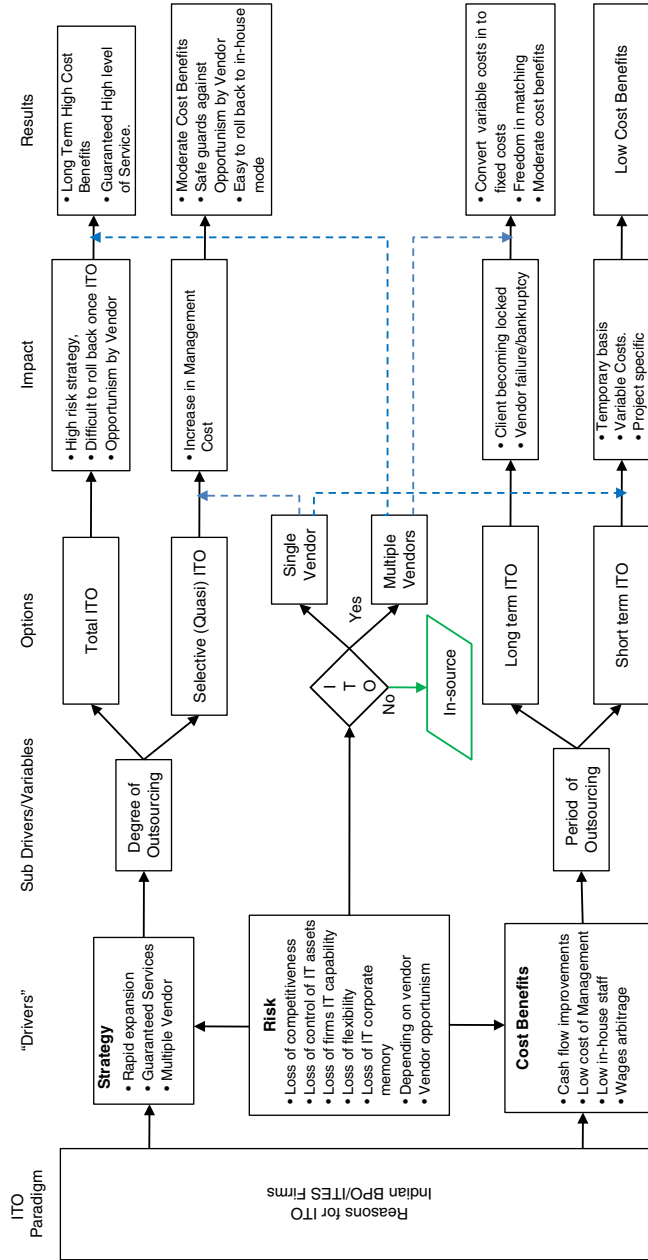 ITO
Paradigm
“Drivers”
Sub Drivers/Variables
Options
Impact
Results
Reasons for ITO
Indian BPO/ITES Firms
Strategy
• Rapid expansion
• Guaranteed Services
• Multiple Vendor
Risk
• Loss of competitiveness
• Loss of control of IT assets
• Loss of firms IT capability
• Loss of flexibility
• Loss of IT corporate
memory
• Depending on vendor
• Vendor opportunism
Cost Benefits
• Cash flow improvements
• Low cost of Management
• Low in-house staff
• Wages arbitrage
Degree of
Outsourcing
Period of
Outsourcing
Total ITO
Selective (Quasi) ITO
I
T
O
Yes
No
Single
Vendor
Multiple
Vendors
In-source
Long term ITO
Short term ITO
• High risk strategy,
• Difficult to roll back once ITO
• Opportunism by Vendor
• Increase in Management
Cost
• Client becoming locked
• Vendor failure/bankruptcy
• Temporary basis
• Variable Costs.
• Project specific
• Long Term High Cost
Benefits
• Guaranteed High level
of Service.
• Moderate Cost Benefits
• Safe guards against
Opportunism by Vendor
• Easy to roll back to in-house
mode
• Convert variable costs in to
fixed costs
• Freedom in matching
• Moderate cost benefits
Low Cost Benefits